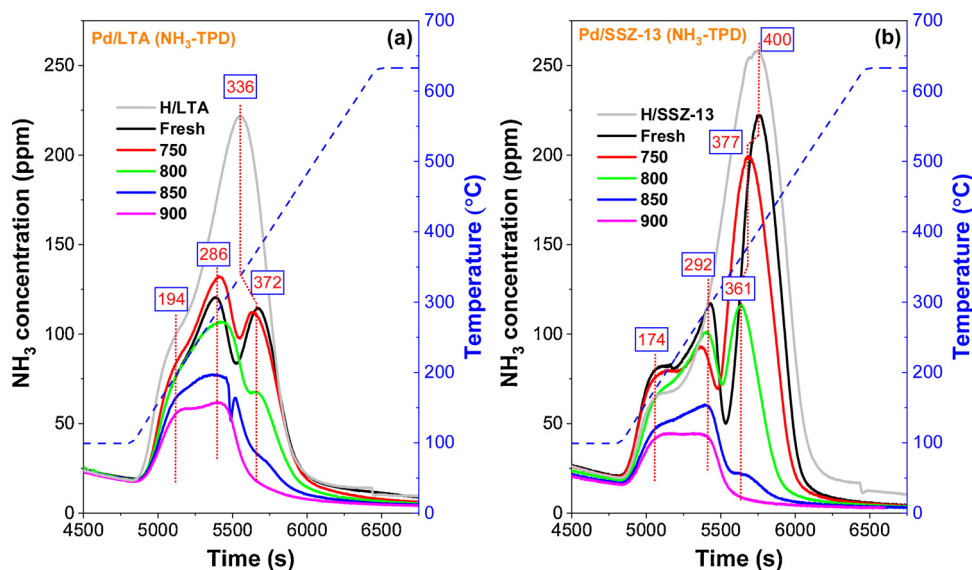 Pd/LTA (NH₃-TPD)
(a)
NH₃ concentration (ppm)
250
200
150
100
50
0
H/LTA
Fresh
750
800
850
900
336
286
372
194
700
600
500
400
300
200
100
0
Temperature (°C)
4500 5000 5500 6000 6500
Time (s)
Pd/SSZ-13 (NH₃-TPD)
400
(b)
NH₃ concentration (ppm)
250
200
150
100
50
0
H/SSZ-13
Fresh
750
800
850
900
377
292
361
174
700
600
500
400
300
200
100
0
Temperature (°C)
4500 5000 5500 6000 6500
Time (s)